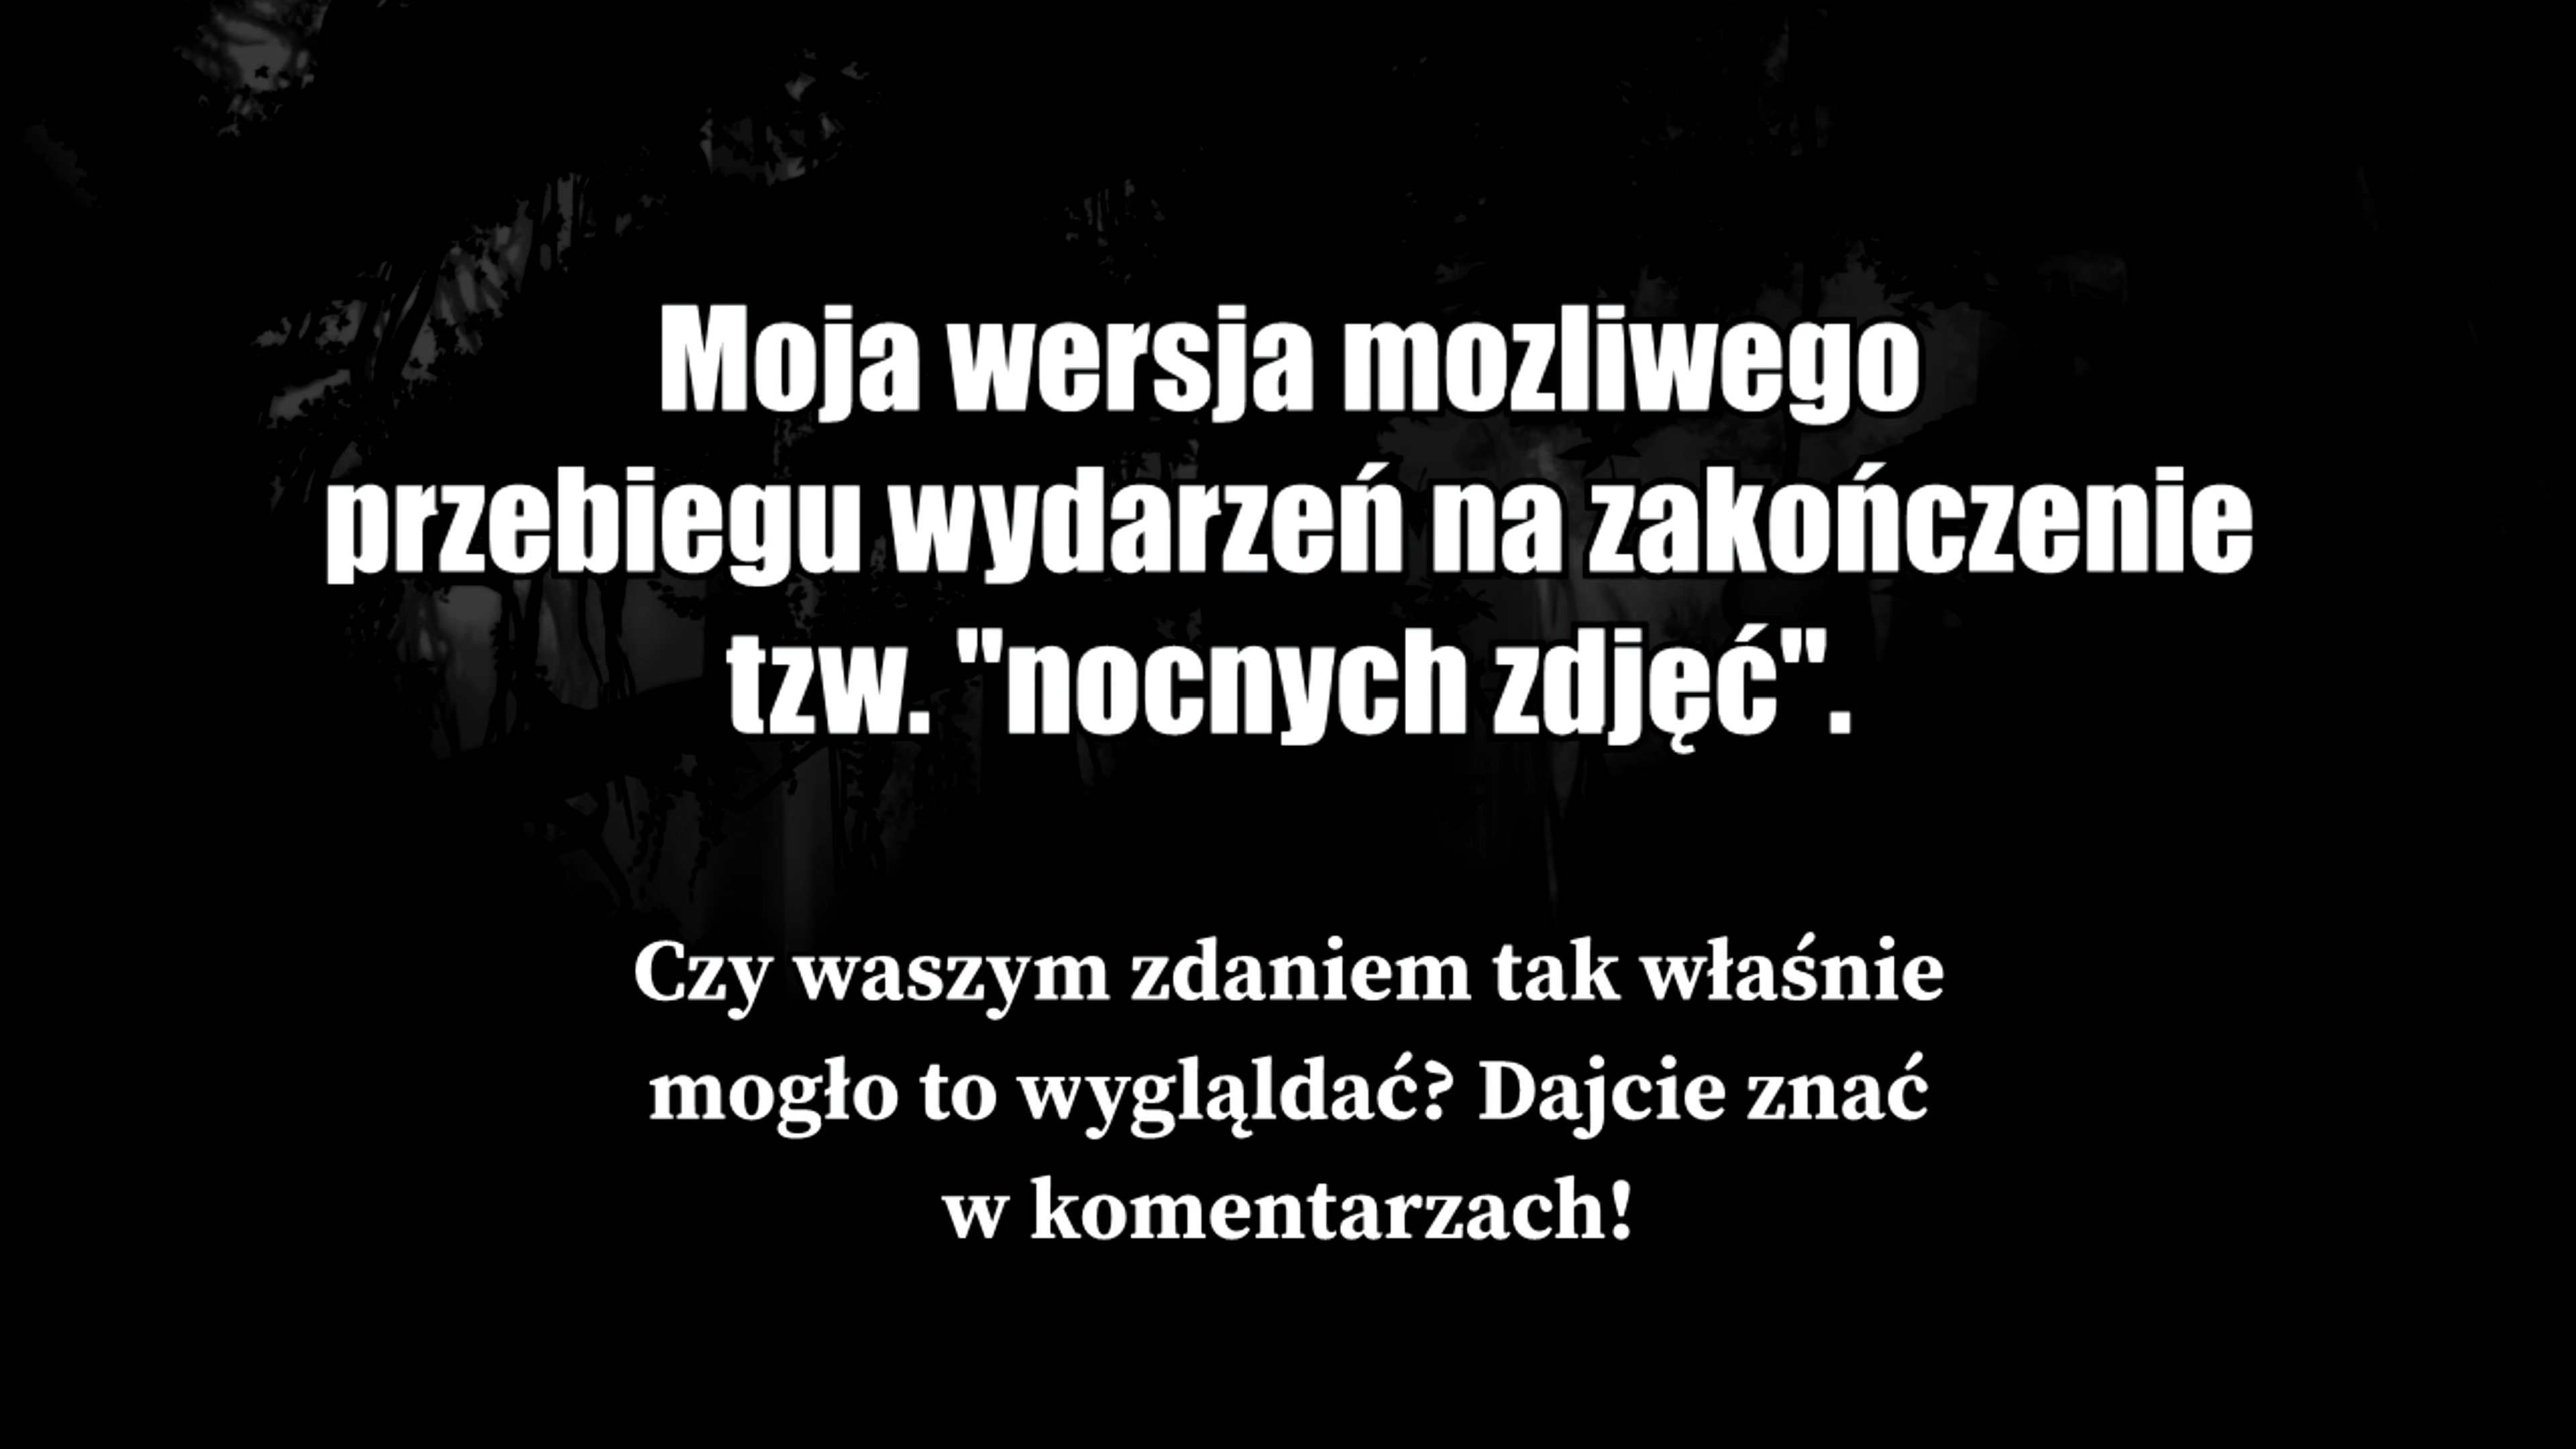 Moja wersja mozliwego
przebiegu wydarzeń na zakończenie
tzw. "nocnych zdjęć".
Czy waszym zdaniem tak właśnie
mogło to wygląldać? Dajcie znać
w komentarzach!